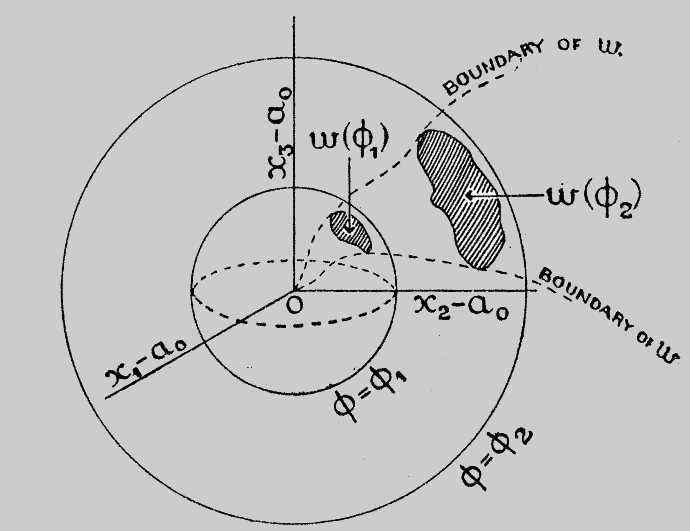 BOUNDARY OF W.
x₃-a₀
w(ϕ₁)
w(ϕ₂)
BOUNDARY OF W
O
x₂-a₀
x₁-a₀
ϕ=ϕ₁
ϕ=ϕ₂